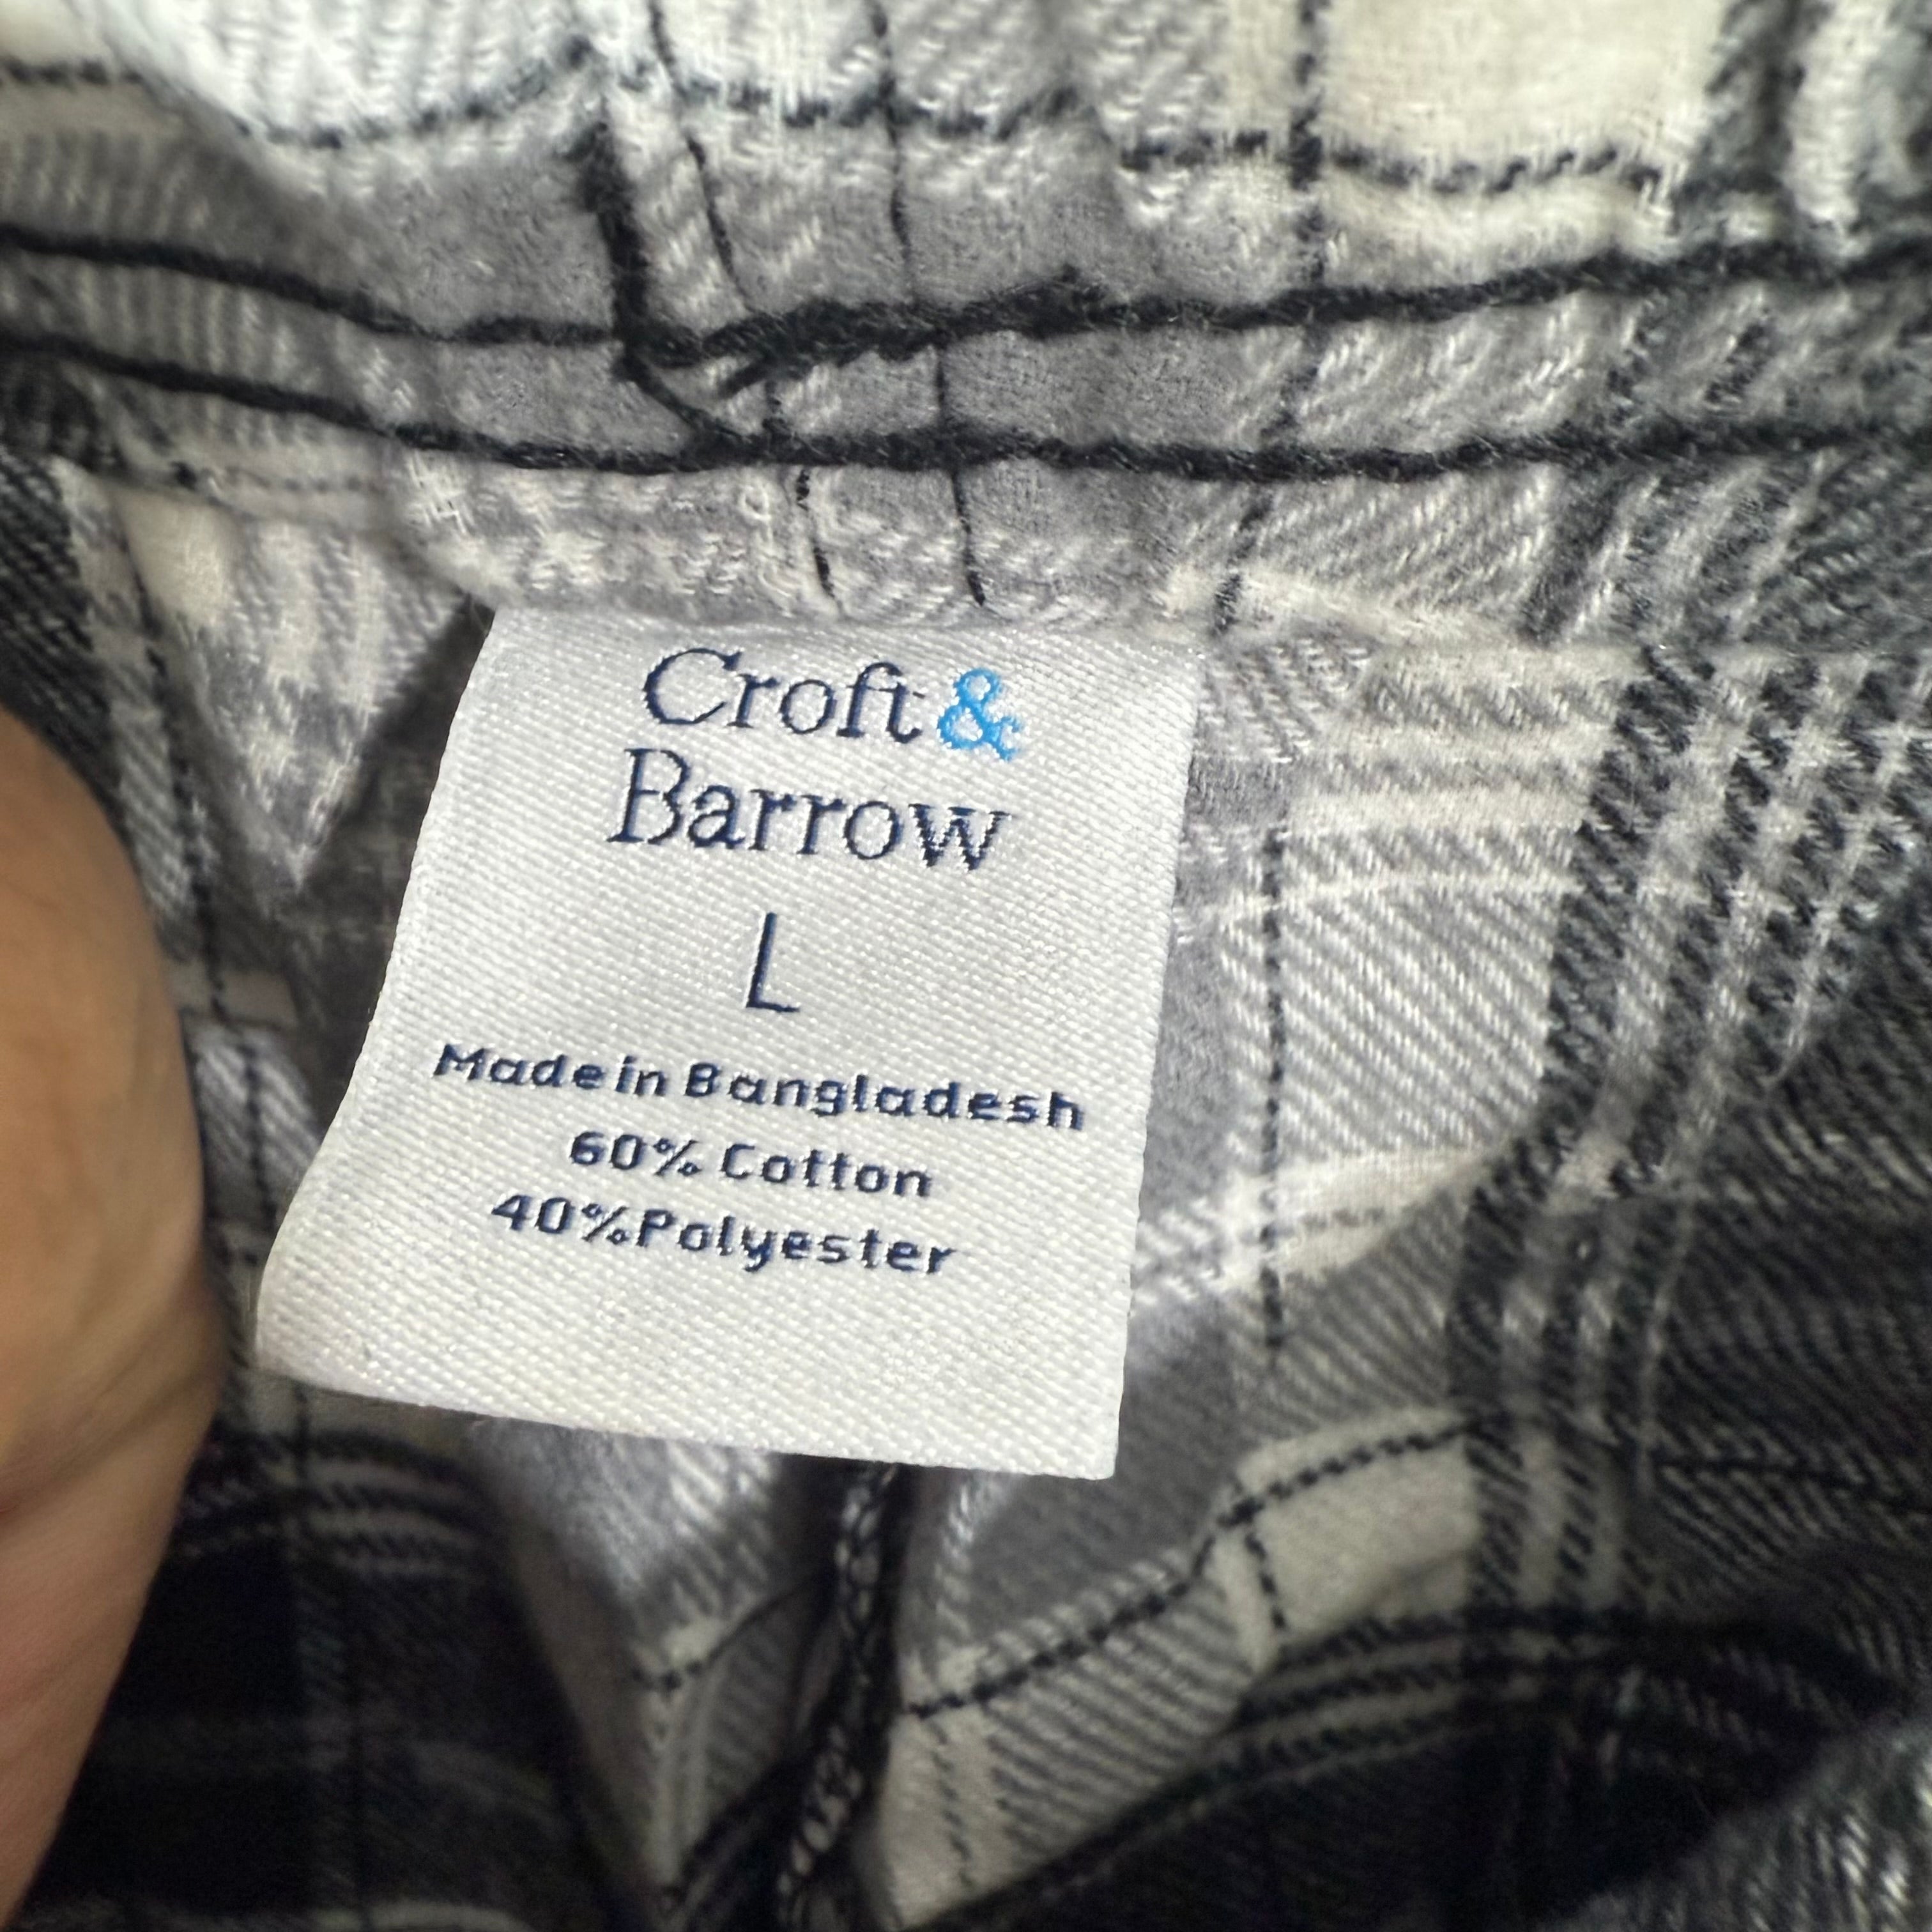 Croft &
Barrow
L
Made in Bangladesh
60% Cotton
40% Polyester